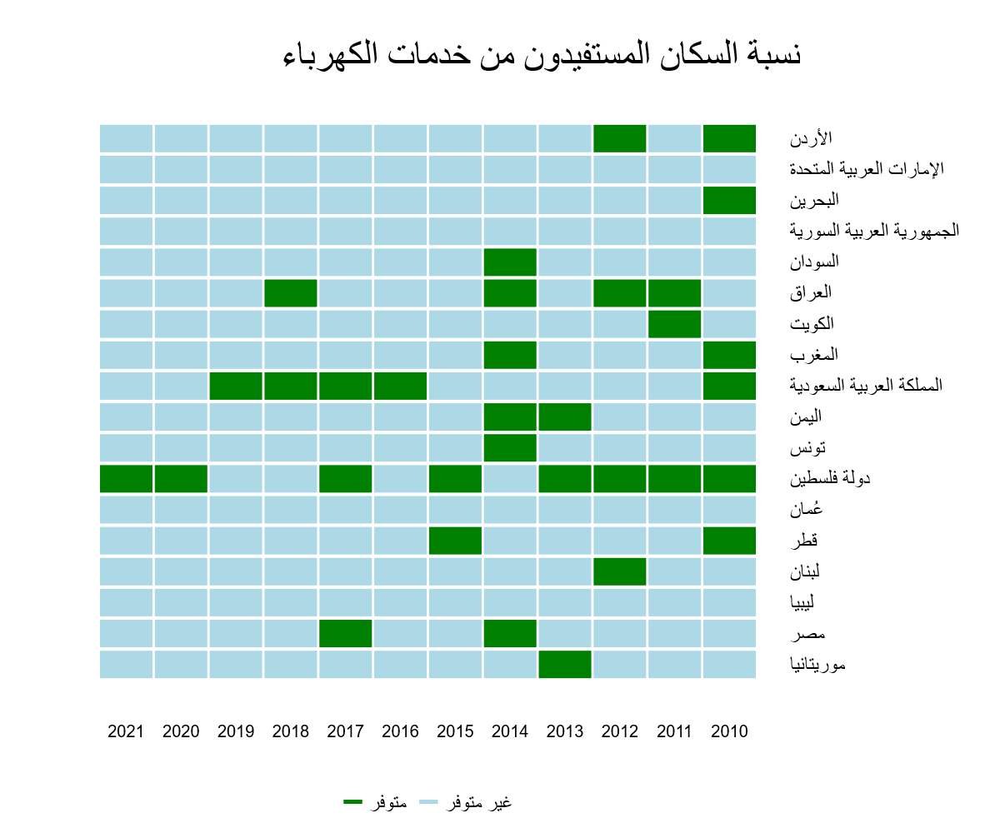 نسبة السكان المستفيدون من خدمات الكهرباء
الأردن
الإمارات العربية المتحدة
البحرين
الجمهورية العربية السورية
السودان
العراق
الكويت
المغرب
المملكة العربية السعودية
اليمن
تونس
دولة فلسطين
عُمان
قطر
لبنان
ليبيا
مصر
موريتانيا
2021 2020 2019 2018 2017 2016 2015 2014 2013 2012 2011 2010
غير متوفر متوفر